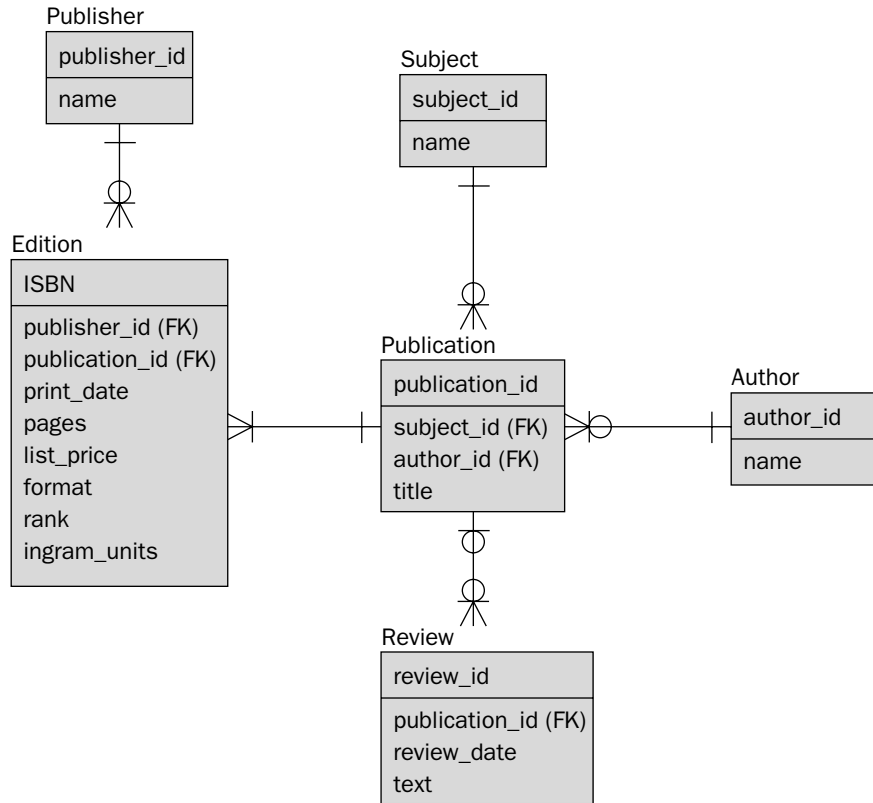 Publisher
publisher_id
name
Subject
subject_id
name
Edition
ISBN
publisher_id (FK)
publication_id (FK)
print_date
pages
list_price
format
rank
ingram_units
Publication
publication_id
subject_id (FK)
author_id (FK)
title
Author
author_id
name
Review
review_id
publication_id (FK)
review_date
text